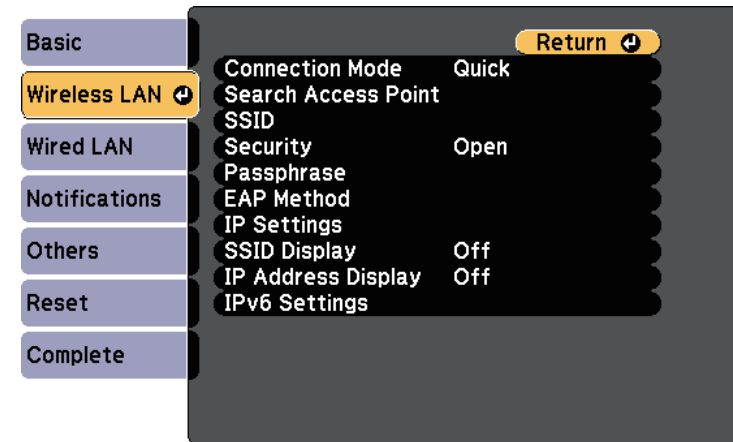 Basic
Wireless LAN
Wired LAN
Notifications
Others
Reset
Complete
Return
Connection Mode Quick
Search Access Point
SSID
Security Open
Passphrase
EAP Method
IP Settings
SSID Display Off
IP Address Display Off
IPv6 Settings